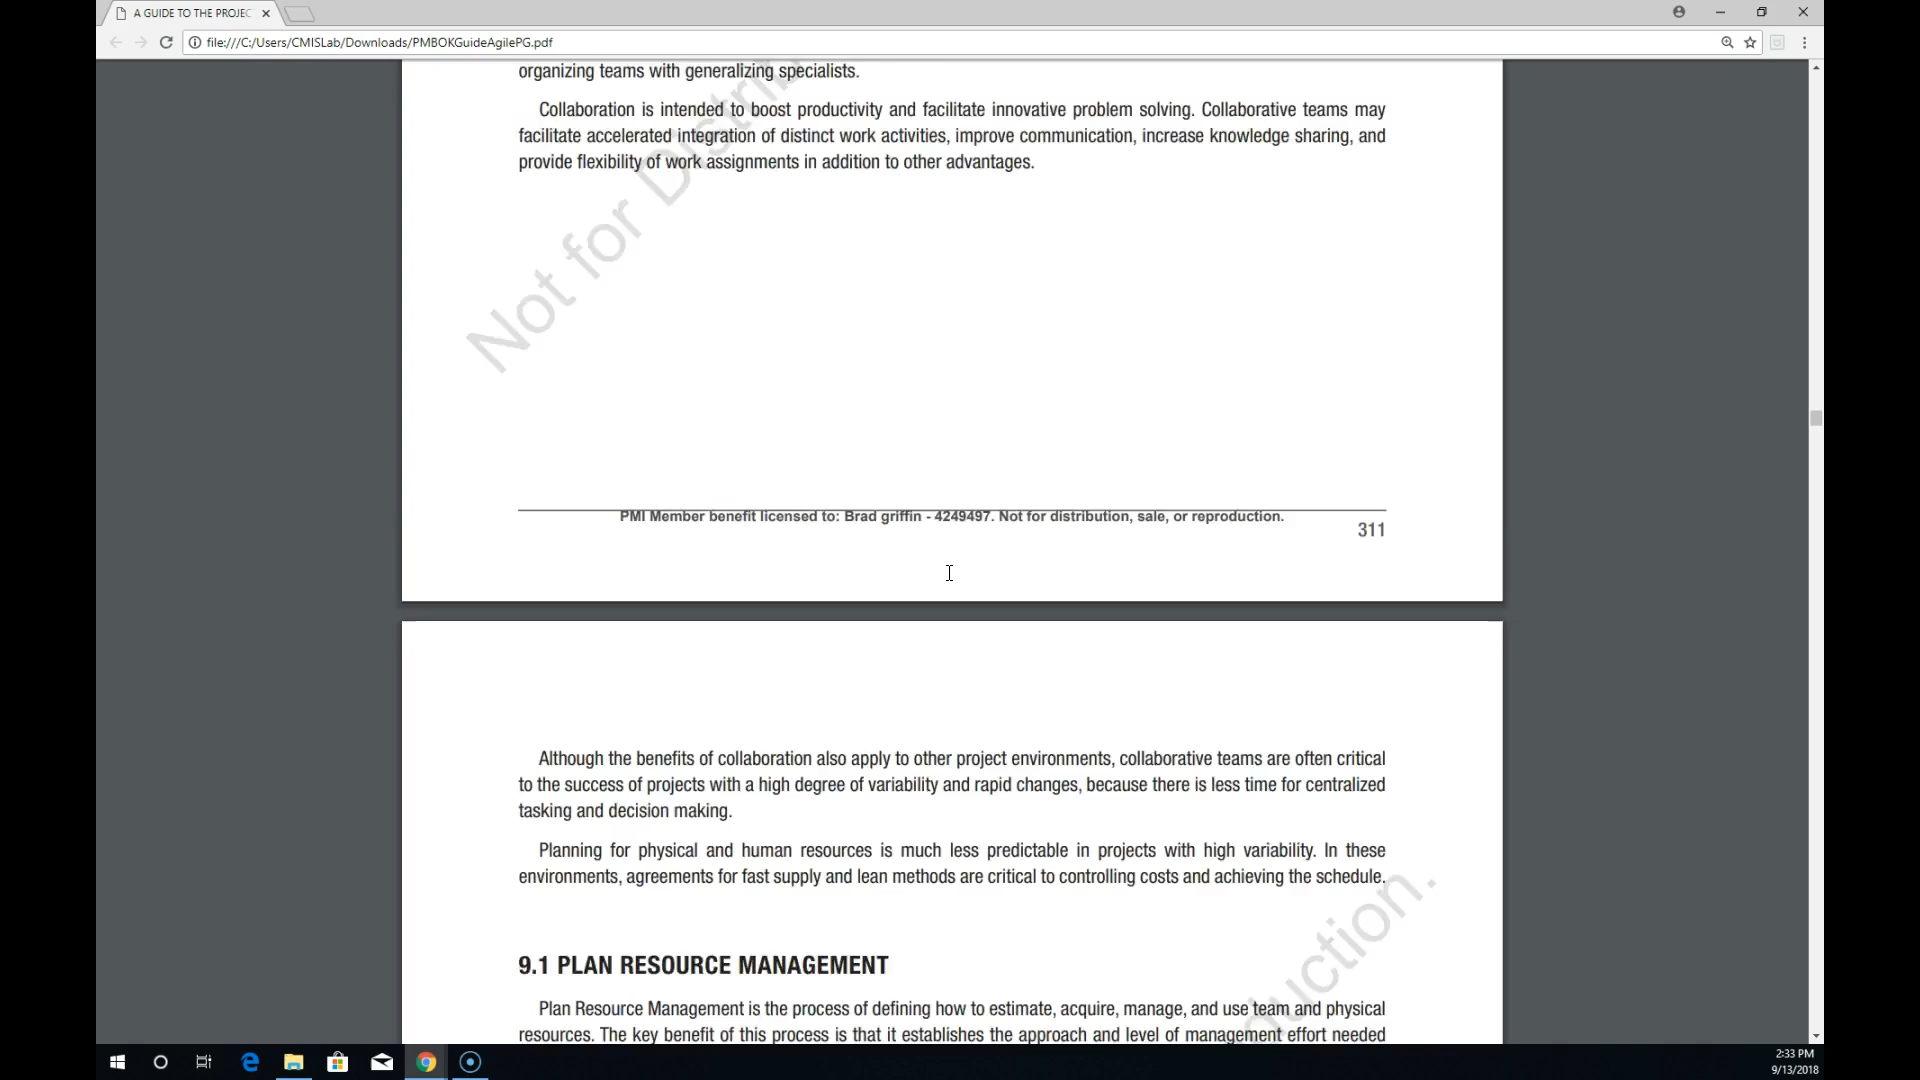 A GUIDE TO THE PROJEC
file:///C:/Users/CMISLab/Downloads/PMBOKGuideAgilePG.pdf
organizing teams with generalizing specialists.
Collaboration is intended to boost productivity and facilitate innovative problem solving. Collaborative teams may
facilitate accelerated integration of distinct work activities, improve communication, increase knowledge sharing, and
provide flexibility of work assignments in addition to other advantages.
Not for Distrib
PMI Member benefit licensed to: Brad griffin - 4249497. Not for distribution, sale, or reproduction.
311
Although the benefits of collaboration also apply to other project environments, collaborative teams are often critical
to the success of projects with a high degree of variability and rapid changes, because there is less time for centralized
tasking and decision making.
Planning for physical and human resources is much less predictable in projects with high variability. In these
environments, agreements for fast supply and lean methods are critical to controlling costs and achieving the schedule.
9.1 PLAN RESOURCE MANAGEMENT
Plan Resource Management is the process of defining how to estimate, acquire, manage, and use team and physical
resources. The key benefit of this process is that it establishes the approach and level of management effort needed
duction.
2:33 PM
9/13/2018